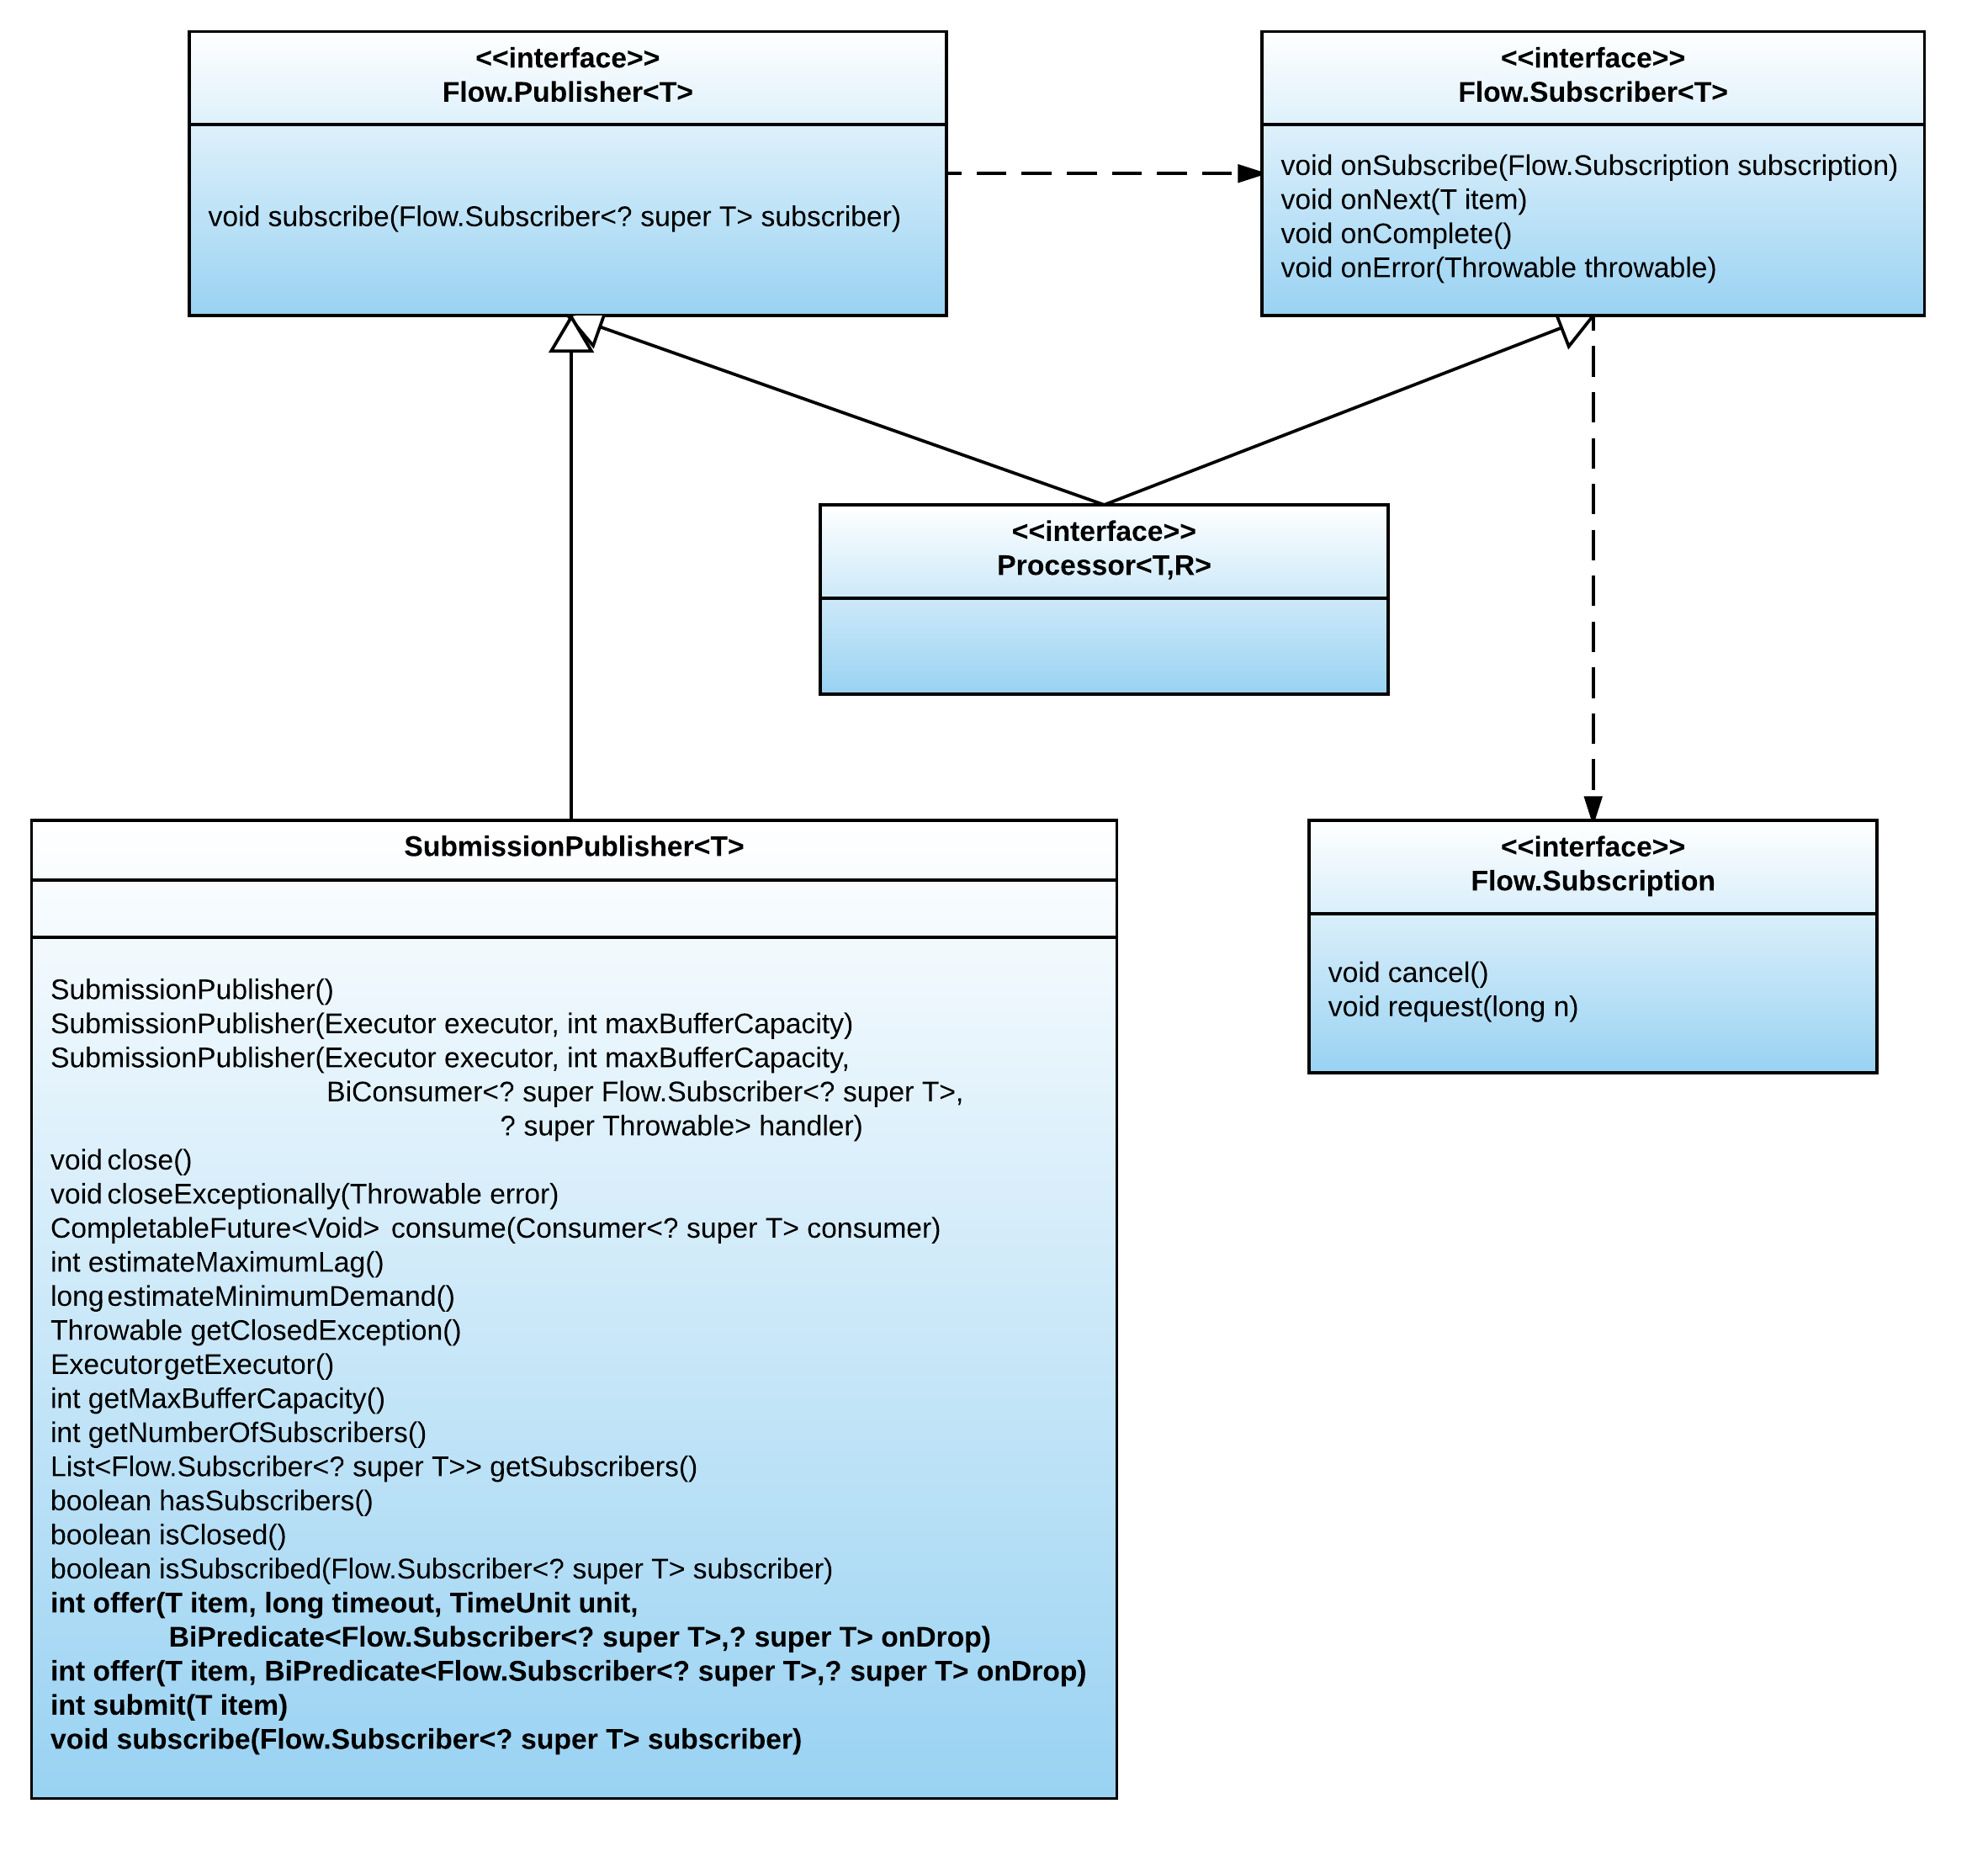 <<interface>>
Flow.Publisher<T>
void subscribe(Flow.Subscriber<? super T> subscriber)
<<interface>>
Flow.Subscriber<T>
void onSubscribe(Flow.Subscription subscription)
void onNext(T item)
void onComplete()
void onError(Throwable throwable)
<<interface>>
Processor<T,R>
SubmissionPublisher<T>
SubmissionPublisher()
SubmissionPublisher(Executor executor, int maxBufferCapacity)
SubmissionPublisher(Executor executor, int maxBufferCapacity,
BiConsumer<? super Flow.Subscriber<? super T>,
? super Throwable> handler)
void close()
void closeExceptionally(Throwable error)
CompletableFuture<Void> consume(Consumer<? super T> consumer)
int estimateMaximumLag()
long estimateMinimumDemand()
Throwable getClosedException()
Executor getExecutor()
int getMaxBufferCapacity()
int getNumberOfSubscribers()
List<Flow.Subscriber<? super T>> getSubscribers()
boolean hasSubscribers()
boolean isClosed()
boolean isSubscribed(Flow.Subscriber<? super T> subscriber)
int offer(T item, long timeout, TimeUnit unit,
BiPredicate<Flow.Subscriber<? super T>,? super T> onDrop)
int offer(T item, BiPredicate<Flow.Subscriber<? super T>,? super T> onDrop)
int submit(T item)
void subscribe(Flow.Subscriber<? super T> subscriber)
<<interface>>
Flow.Subscription
void cancel()
void request(long n)